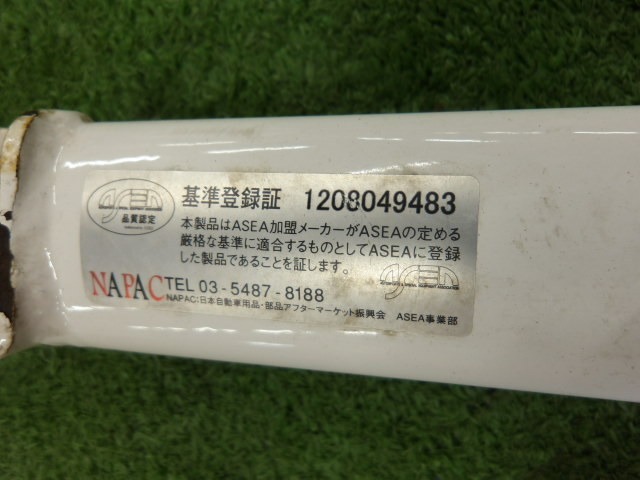 ASEA
品質認定
基準登録証 1208049483
本製品はASEA加盟メーカーがASEAの定める
厳格な基準に適合するものとしてASEAに登録
した製品であることを証します。
ASEA
NAPAC TEL 03-5487-8188
NAPAC:日本自動車用品・部品アフターマーケット振興会 ASEA事業部